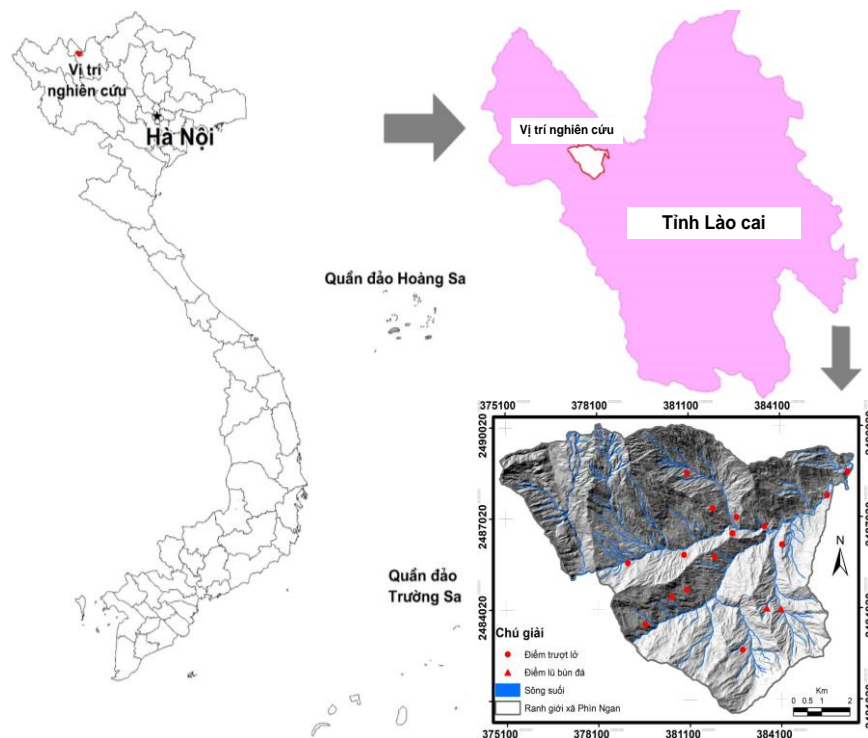 Vị trí
nghiên cứu
Hà Nội
Quần đảo Hoàng Sa
Quần đảo
Trường Sa
Vị trí nghiên cứu
Tỉnh Lào cai
375100 378100 381100 384100
2490020
2487020
2484020
2487020
N
Chú giải
Điểm trượt lở
Điểm lũ bùn đá
Sông suối
Ranh giới xã Phìn Ngan
Km
0 0.5 1 2
375100 378100 381100 384100